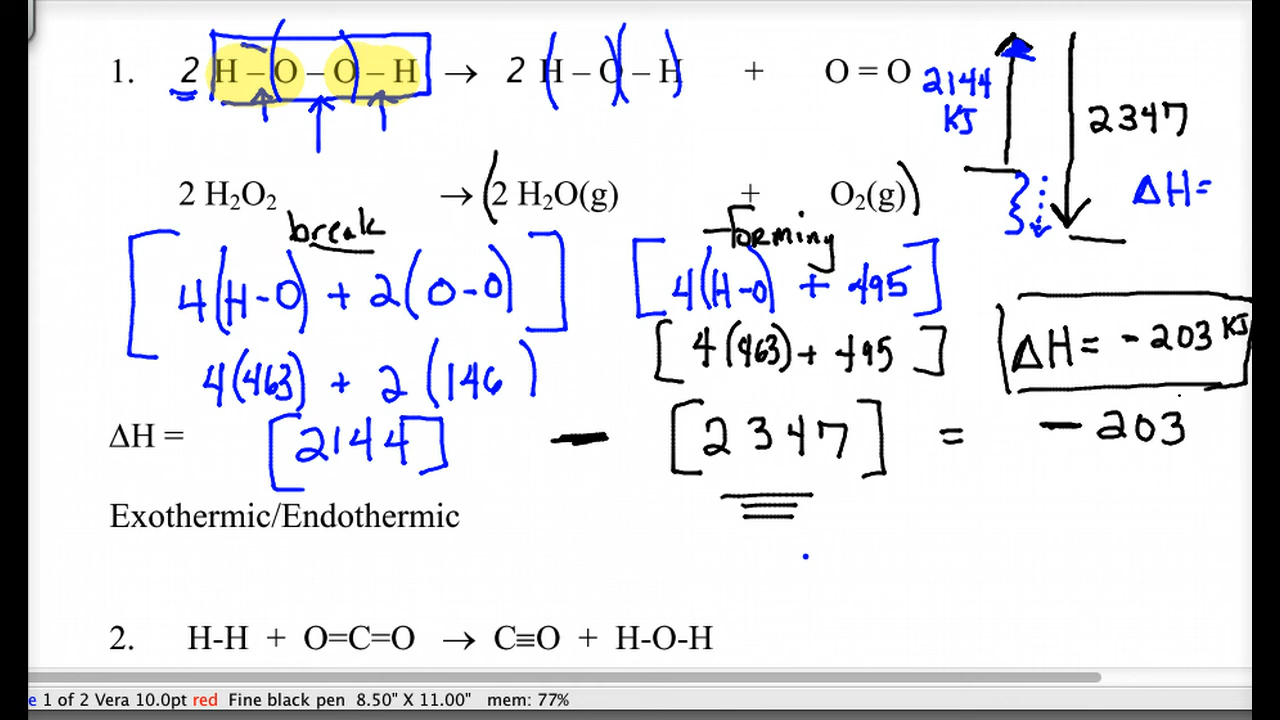 1. 2 H – O – O – H → 2 H – O – H + O = O
2144 KJ
2347
2 H₂O₂ → (2 H₂O(g) + O₂(g))
ΔH=
break
Forming
[4(H-O) + 2(O-O)] [4(H-O) + 495]
4(463) + 2(146) [4(463)+ 495]
ΔH= -203 KJ
ΔH = [2144] – [2347] = -203
Exothermic/Endothermic
2. H-H + O=C=O → C≡O + H-O-H
e 1 of 2 Vera 10.0pt red Fine black pen 8.50" X 11.00" mem: 77%